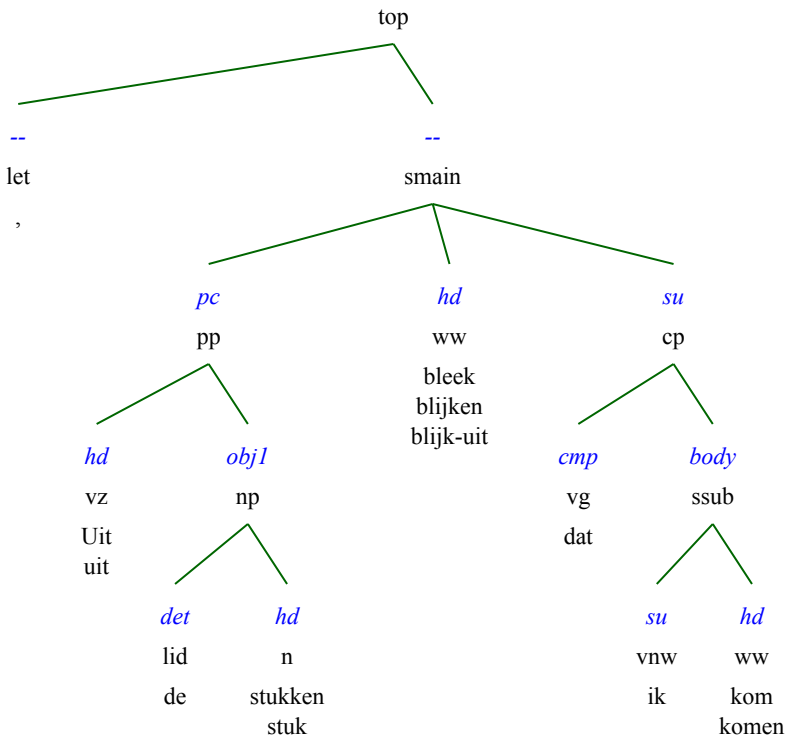 top
-- --
let smain
,
pc hd su
pp ww cp
bleek
blijken
blijk-uit
hd obj1 cmp body
vz np vg ssub
Uit dat
uit
det hd su hd
lid n vnw ww
de stukken ik kom
stuk komen